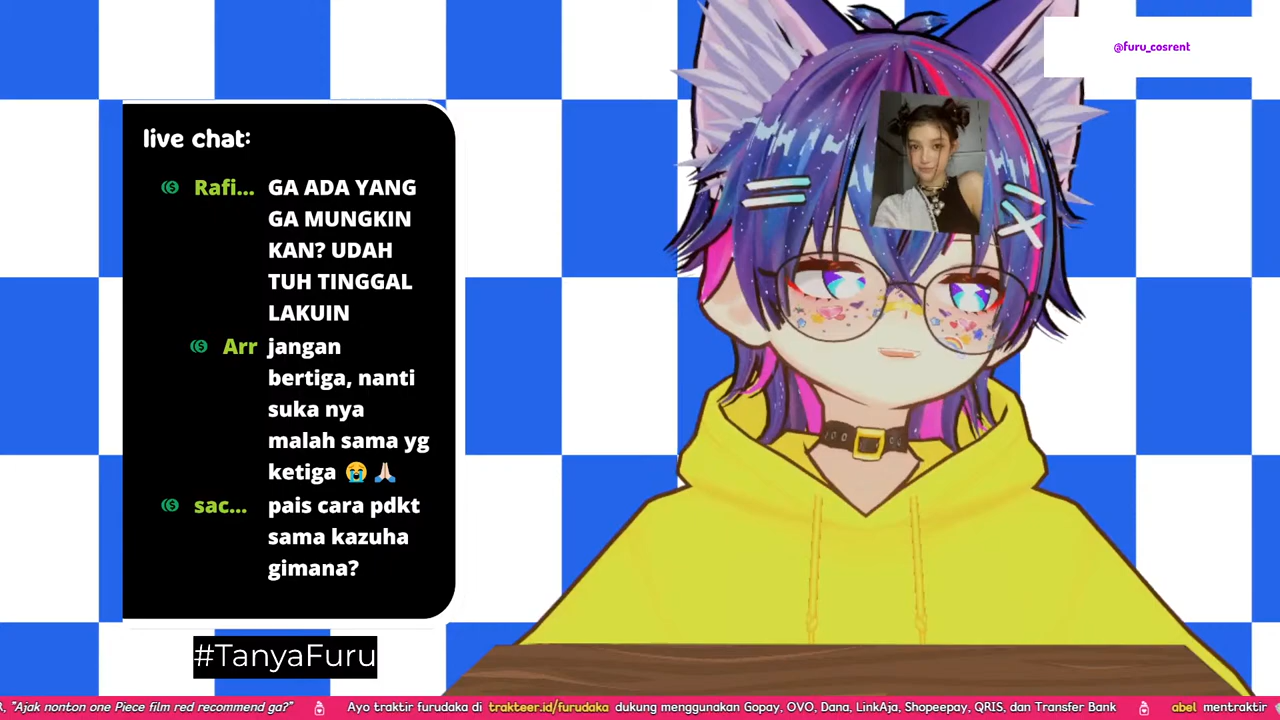 @furu_cosrent
live chat:
Rafi... GA ADA YANG
GA MUNGKIN
KAN? UDAH
TUH TINGGAL
LAKUIN
Arr jangan
bertiga, nanti
suka nya
malah sama yg
ketiga 😭🙏🏻
sac... pais cara pdkt
sama kazuha
gimana?
#TanyaFuru
, "Ajak nonton one Piece film red recommend ga?" Ayo traktir furudaka di trakteer.id/furudaka dukung menggunakan Gopay, OVO, Dana, LinkAja, Shopeepay, QRIS, dan Transfer Bank abel mentraktir